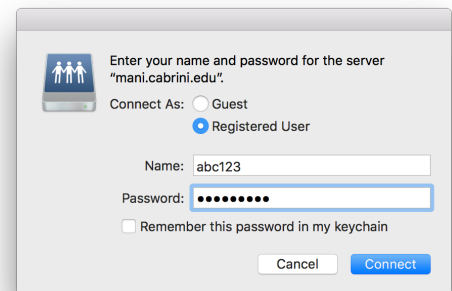 Enter your name and password for the server
“mani.cabrini.edu”.
Connect As: Guest
Registered User
Name: abc123
Password: •••••••••
Remember this password in my keychain
Cancel Connect